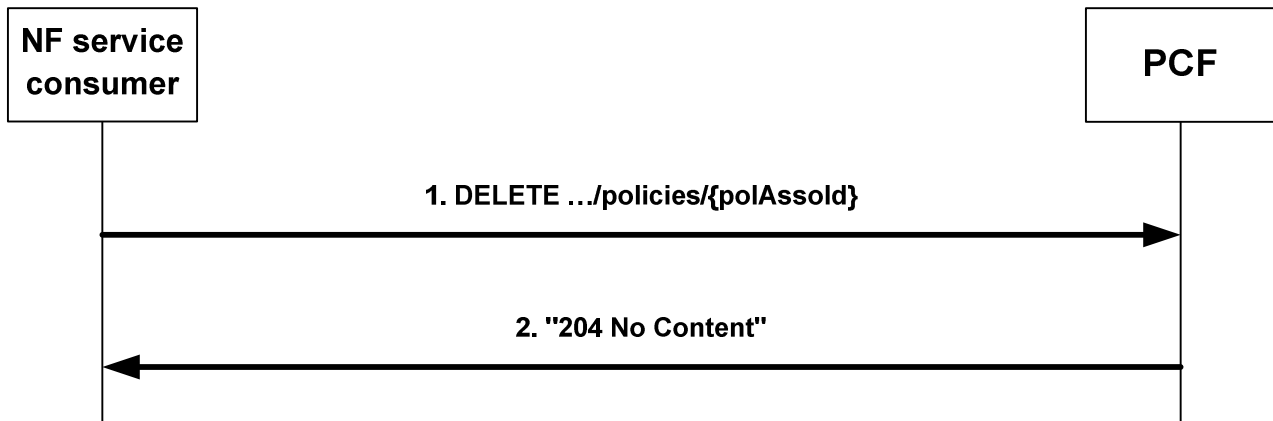 NF service
consumer
PCF
1. DELETE …/policies/{polAssoId}
2. "204 No Content"